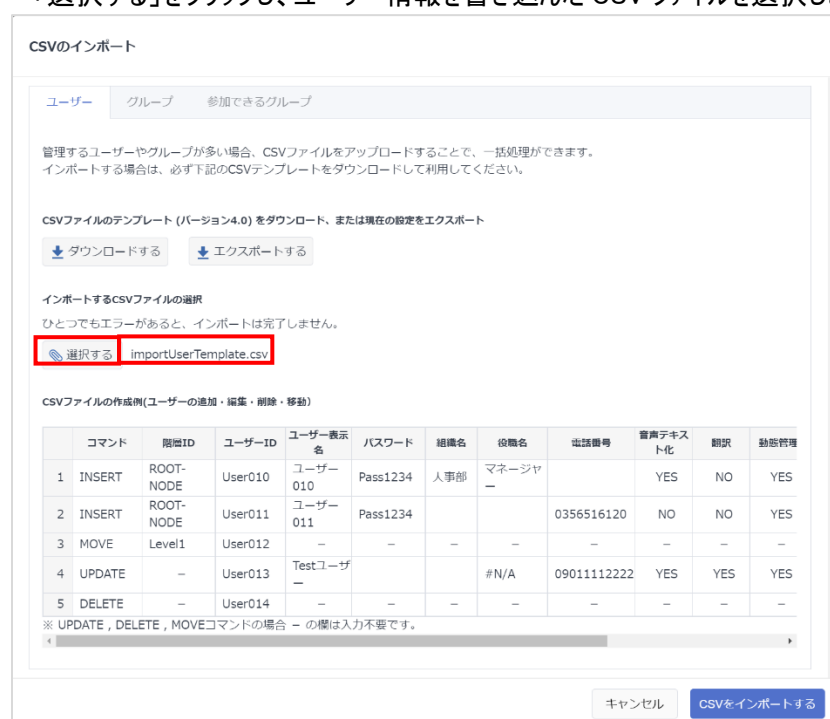 「選択する」をクリックし、ユーザー情報を書き込んだ CSV ファイルを選択し
CSVのインポート
ユーザー グループ 参加できるグループ
管理するユーザーやグループが多い場合、CSVファイルをアップロードすることで、一括処理ができます。
インポートする場合は、必ず下記のCSVテンプレートをダウンロードして利用してください。
CSVファイルのテンプレート (バージョン4.0) をダウンロード、または現在の設定をエクスポート
ダウンロードする エクスポートする
インポートするCSVファイルの選択
ひとつでもエラーがあると、インポートは完了しません。
選択する importUserTemplate.csv
CSVファイルの作成例(ユーザーの追加・編集・削除・移動)
コマンド 階層ID ユーザーID ユーザー表示名 パスワード 組織名 役職名 電話番号 音声テキスト化 翻訳 動態管理
1 INSERT ROOT-NODE User010 ユーザー010 Pass1234 人事部 マネージャー YES NO YES
2 INSERT ROOT-NODE User011 ユーザー011 Pass1234 0356516120 NO NO YES
3 MOVE Level1 User012 – – – – – – – –
4 UPDATE – User013 Testユーザー #N/A 09011112222 YES YES YES
5 DELETE – User014 – – – – – – – –
※ UPDATE , DELETE , MOVEコマンドの場合 – の欄は入力不要です。
キャンセル CSVをインポートする